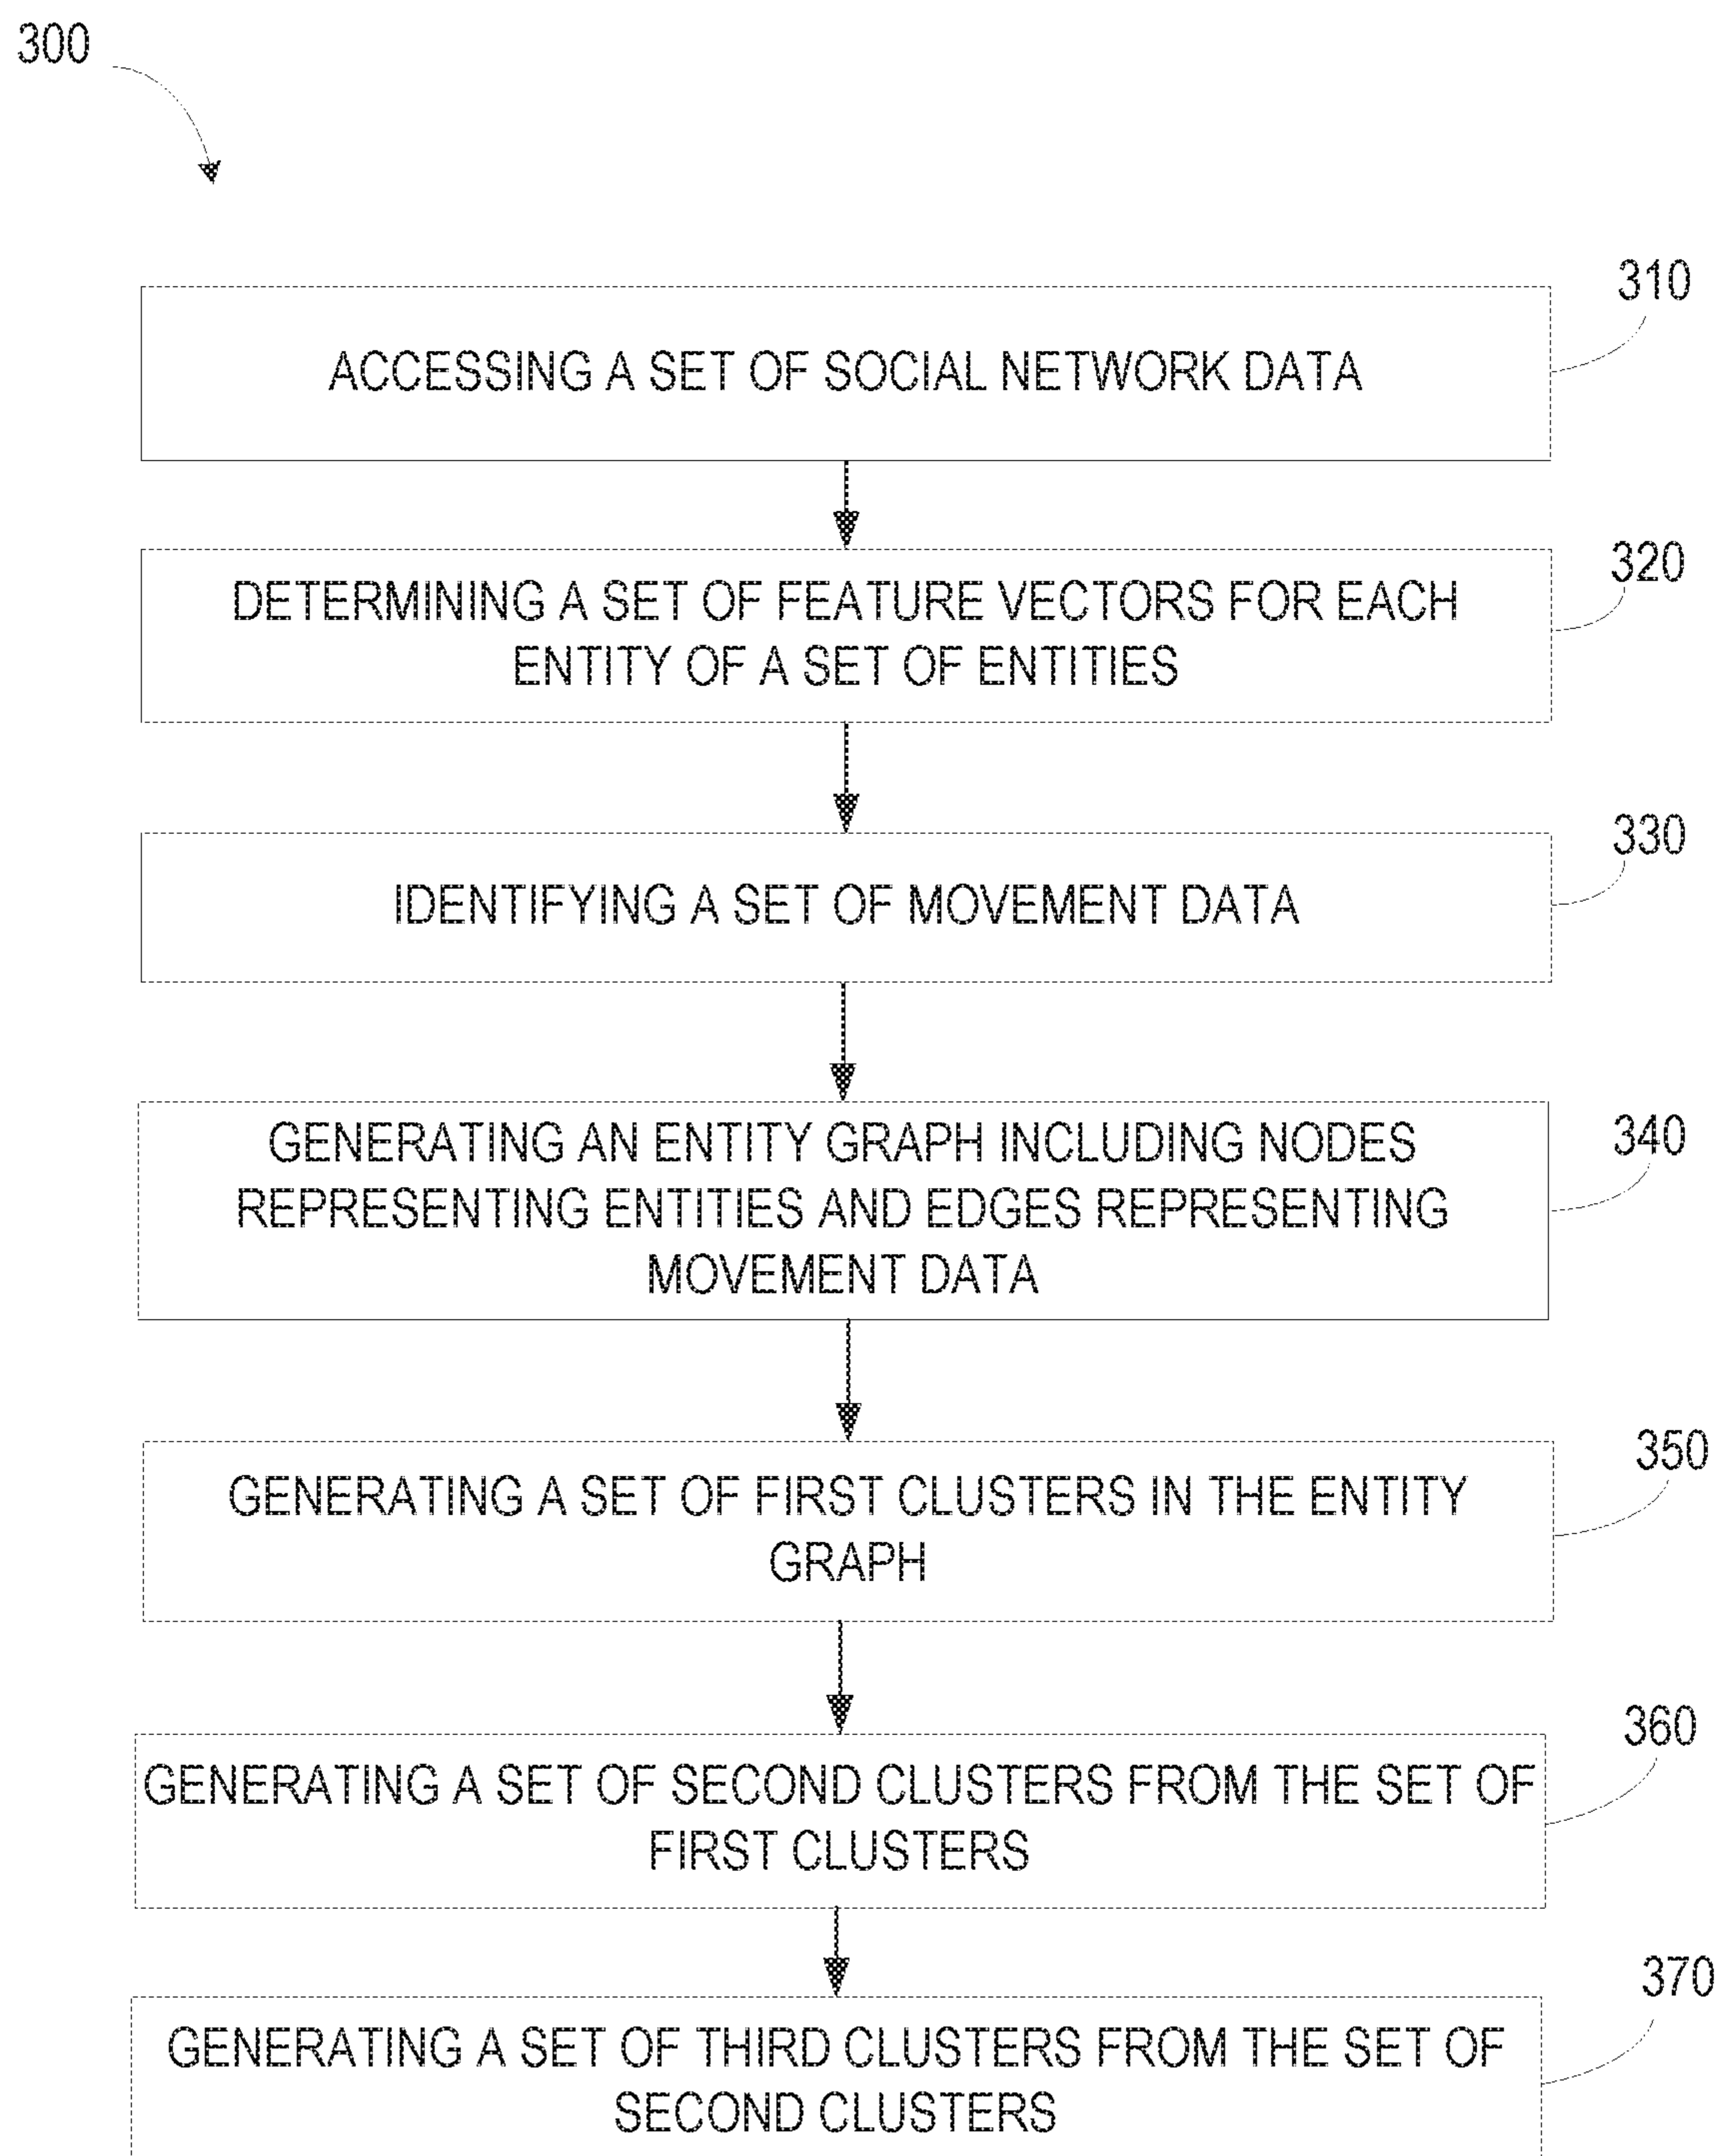 300
310
ACCESSING A SET OF SOCIAL NETWORK DATA
320
DETERMINING A SET OF FEATURE VECTORS FOR EACH
ENTITY OF A SET OF ENTITIES
330
IDENTIFYING A SET OF MOVEMENT DATA
340
GENERATING AN ENTITY GRAPH INCLUDING NODES
REPRESENTING ENTITIES AND EDGES REPRESENTING
MOVEMENT DATA
350
GENERATING A SET OF FIRST CLUSTERS IN THE ENTITY
GRAPH
360
GENERATING A SET OF SECOND CLUSTERS FROM THE SET OF
FIRST CLUSTERS
370
GENERATING A SET OF THIRD CLUSTERS FROM THE SET OF
SECOND CLUSTERS